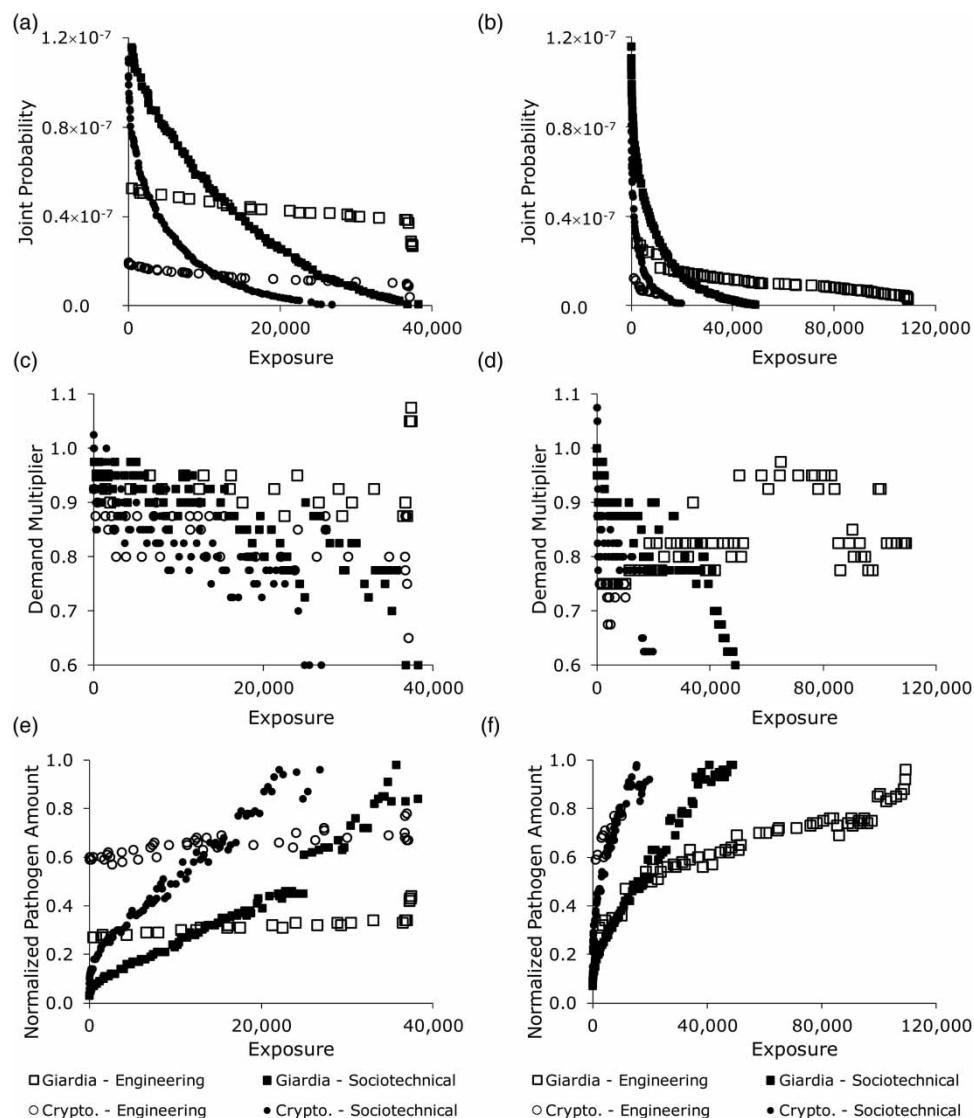 (a)
1.2×10⁻⁷
0.8×10⁻⁷
0.4×10⁻⁷
0.0
Joint Probability
0
20,000
40,000
Exposure
(b)
1.2×10⁻⁷
0.8×10⁻⁷
0.4×10⁻⁷
0.0
Joint Probability
0
40,000
80,000
120,000
Exposure
(c)
1.1
1.0
0.9
0.8
0.7
0.6
Demand Multiplier
0
20,000
40,000
Exposure
(d)
1.1
1.0
0.9
0.8
0.7
0.6
Demand Multiplier
0
40,000
80,000
120,000
Exposure
(e)
1.0
0.8
0.6
0.4
0.2
0.0
Normalized Pathogen Amount
0
20,000
40,000
Exposure
(f)
1.0
0.8
0.6
0.4
0.2
0.0
Normalized Pathogen Amount
0
40,000
80,000
120,000
Exposure
Giardia - Engineering
Giardia - Sociotechnical
Giardia - Engineering
Giardia - Sociotechnical
Crypto. - Engineering
Crypto. - Sociotechnical
Crypto. - Engineering
Crypto. - Sociotechnical